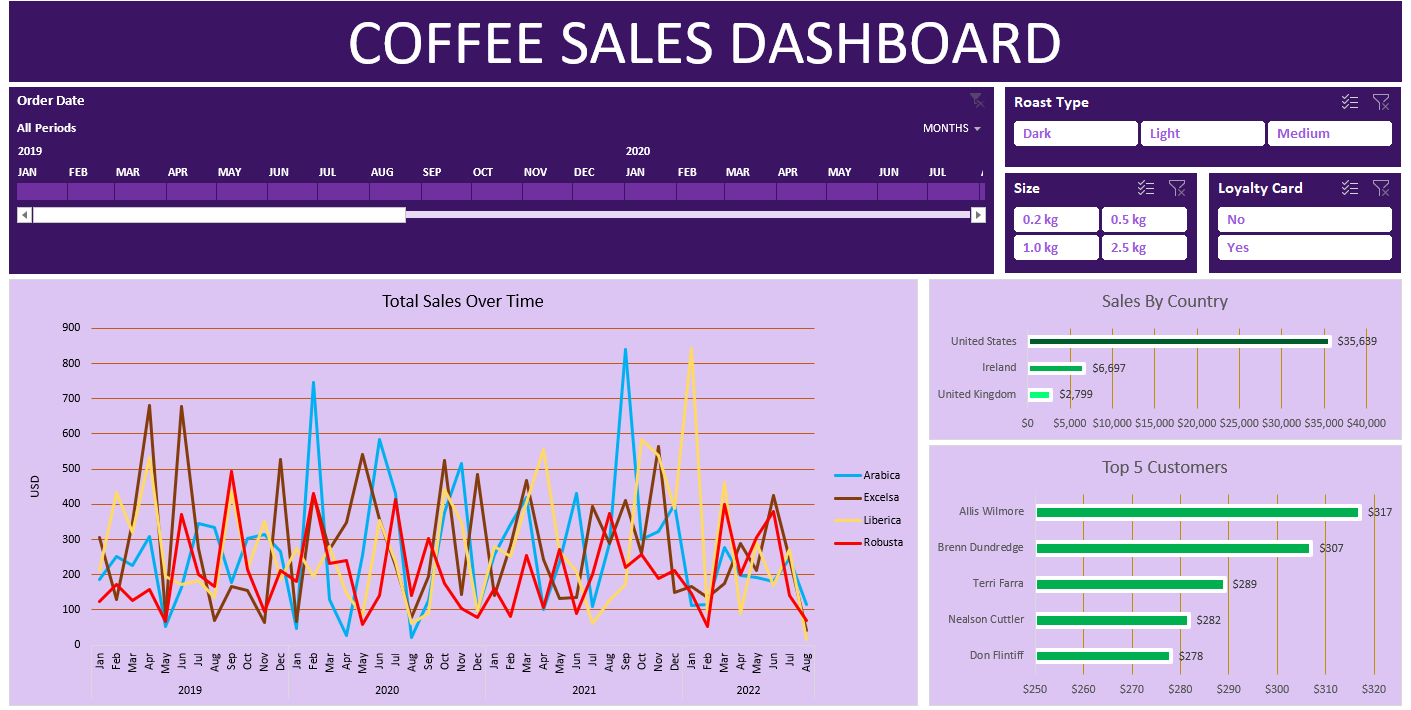 COFFEE SALES DASHBOARD
Order Date
All Periods
MONTHS
2019 2020
JAN FEB MAR APR MAY JUN JUL AUG SEP OCT NOV DEC JAN FEB MAR APR MAY JUN JUL
Roast Type
Dark Light Medium
Size
0.2 kg 0.5 kg
1.0 kg 2.5 kg
Loyalty Card
No
Yes
Total Sales Over Time
USD
900
800
700
600
500
400
300
200
100
0
Jan Feb Mar Apr May Jun Jul Aug Sep Oct Nov Dec Jan Feb Mar Apr May Jun Jul Aug Sep Oct Nov Dec Jan Feb Mar Apr May Jun Jul Aug Sep Oct Nov Dec Jan Feb Mar Apr May Jun Jul Aug
2019 2020 2021 2022
Arabica
Excelsa
Liberica
Robusta
Sales By Country
United States $35,639
Ireland $6,697
United Kingdom $2,799
$0 $5,000 $10,000 $15,000 $20,000 $25,000 $30,000 $35,000 $40,000
Top 5 Customers
Allis Wilmore $317
Brenn Dundredge $307
Terri Farra $289
Nealson Cuttler $282
Don Flintiff $278
$250 $260 $270 $280 $290 $300 $310 $320